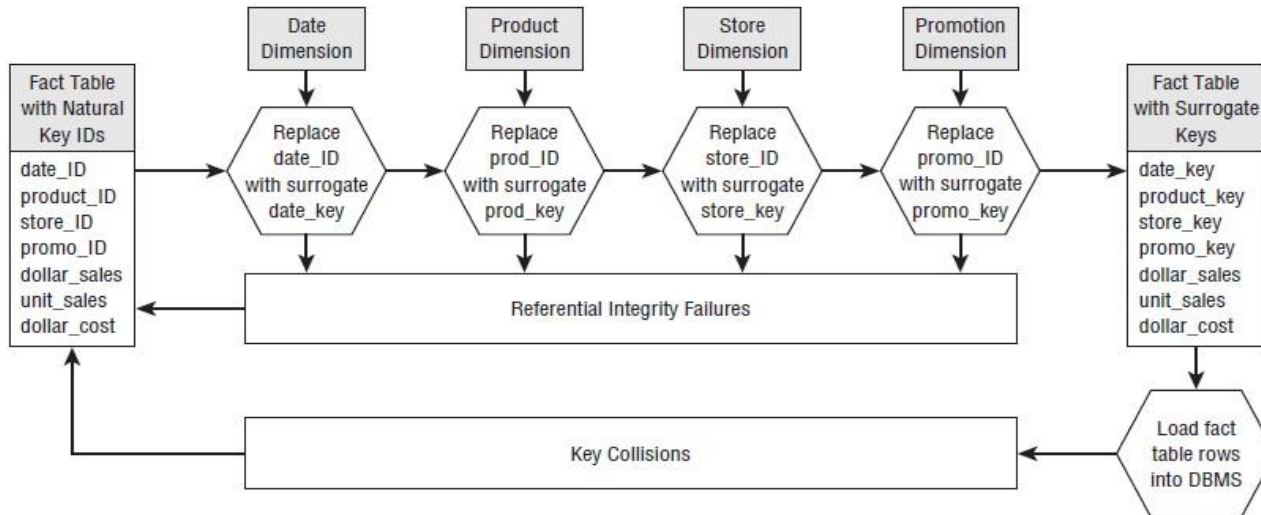 Date
Dimension
Product
Dimension
Store
Dimension
Promotion
Dimension
Fact Table
with Natural
Key IDs
date_ID
product_ID
store_ID
promo_ID
dollar_sales
unit_sales
dollar_cost
Replace
date_ID
with surrogate
date_key
Replace
prod_ID
with surrogate
prod_key
Replace
store_ID
with surrogate
store_key
Replace
promo_ID
with surrogate
promo_key
Fact Table
with Surrogate
Keys
date_key
product_key
store_key
promo_key
dollar_sales
unit_sales
dollar_cost
Referential Integrity Failures
Key Collisions
Load fact
table rows
into DBMS